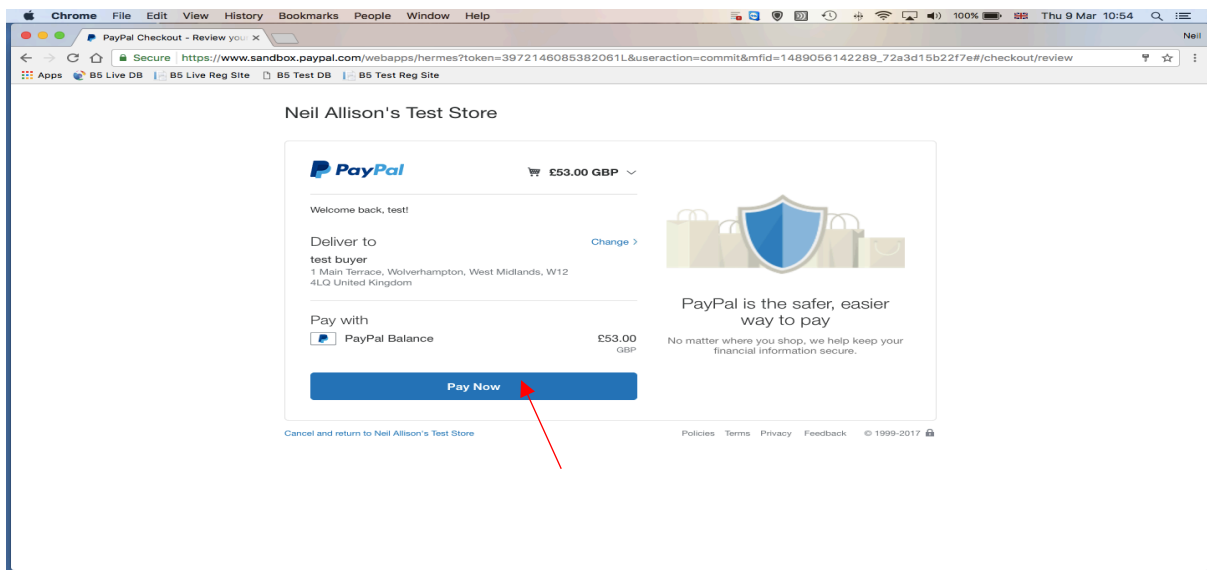 Chrome File Edit View History Bookmarks People Window Help 100% Thu 9 Mar 10:54
PayPal Checkout - Review your Neil
Secure https://www.sandbox.paypal.com/webapps/hermes?token=3972146085382061L&useraction=commit&mfid=1489056142289_72a3d15b22f7e#/checkout/review
Apps B5 Live DB B5 Live Reg Site B5 Test DB B5 Test Reg Site
Neil Allison's Test Store
PayPal £53.00 GBP
Welcome back, test!
Deliver to Change >
test buyer
1 Main Terrace, Wolverhampton, West Midlands, W12
4LQ United Kingdom
Pay with
PayPal Balance £53.00
GBP
Pay Now
PayPal is the safer, easier
way to pay
No matter where you shop, we help keep your
financial information secure.
Cancel and return to Neil Allison's Test Store
Policies Terms Privacy Feedback © 1999-2017